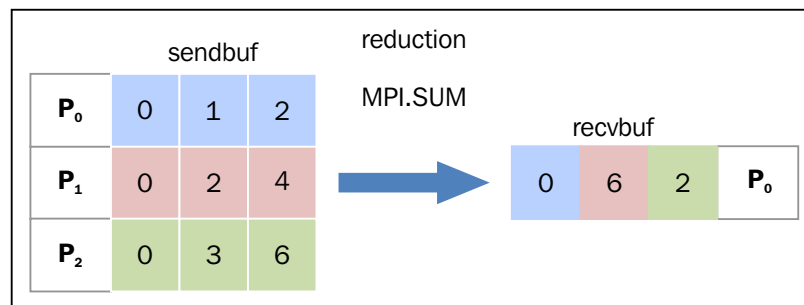 reduction
sendbuf
MPI.SUM
P₀ 0 1 2
recvbuf
P₁ 0 2 4
0 6 2 P₀
P₂ 0 3 6